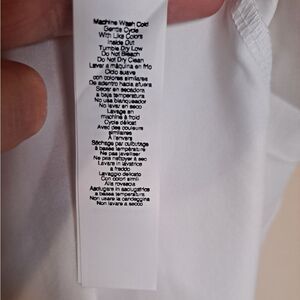 Machine Wash Cold
Gentle Cycle
With Like Colors
Inside Out
Tumble Dry Low
Do Not Bleach
Do Not Dry Clean
Lavar a máquina en frío
Ciclo suave
con colores similares
de adentro hacia afuera
Secar en secadora
a baja temperatura
No usar blanqueador
No lavar en seco
Lavage en
machine à froid
Cycle délicat
Avec des couleurs
similaires
À l'envers
Séchage par culbutage
à basse température
Ne pas javelliser
Ne pas nettoyer à sec
Lavare in lavatrice
a freddo
Lavaggio delicato
Con colori simili
Alla rovescia
Asciugare in asciugatrice
a bassa temperatura
Non usare la candeggina
Non lavare a secco